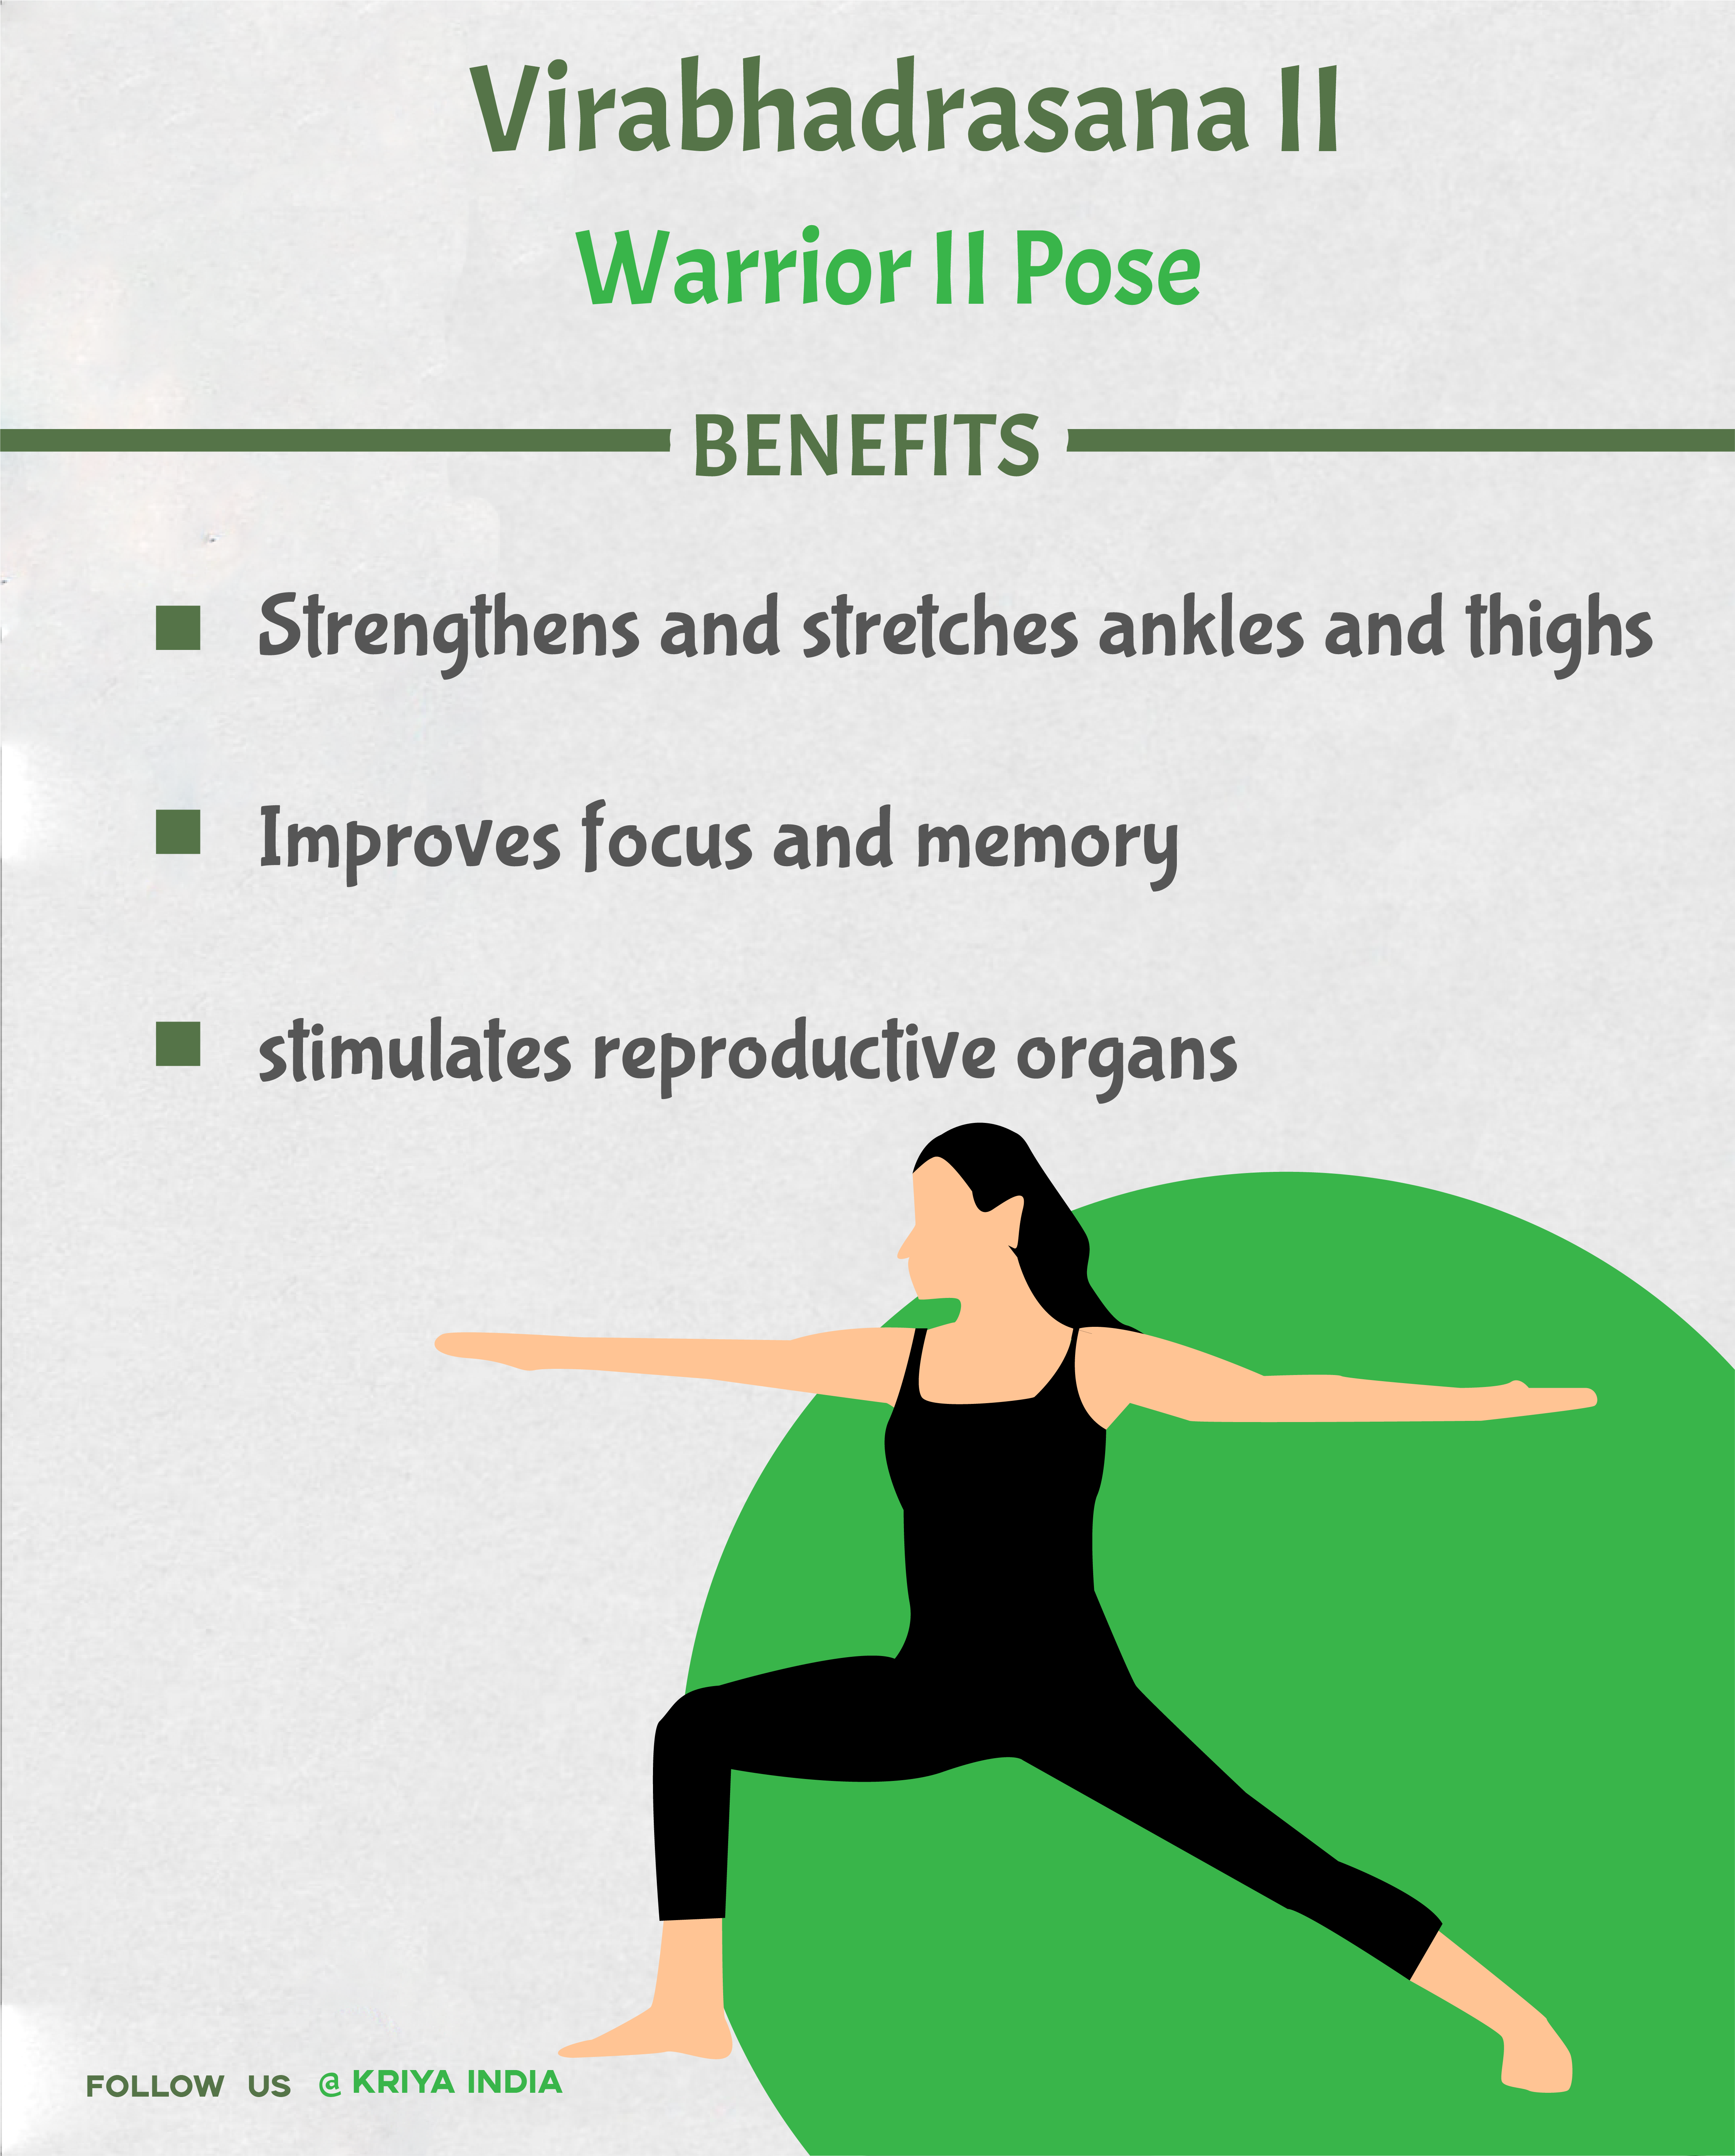 Virabhadrasana II
Warrior II Pose
BENEFITS
Strengthens and stretches ankles and thighs
Improves focus and memory
stimulates reproductive organs
FOLLOW US @ KRIYA INDIA